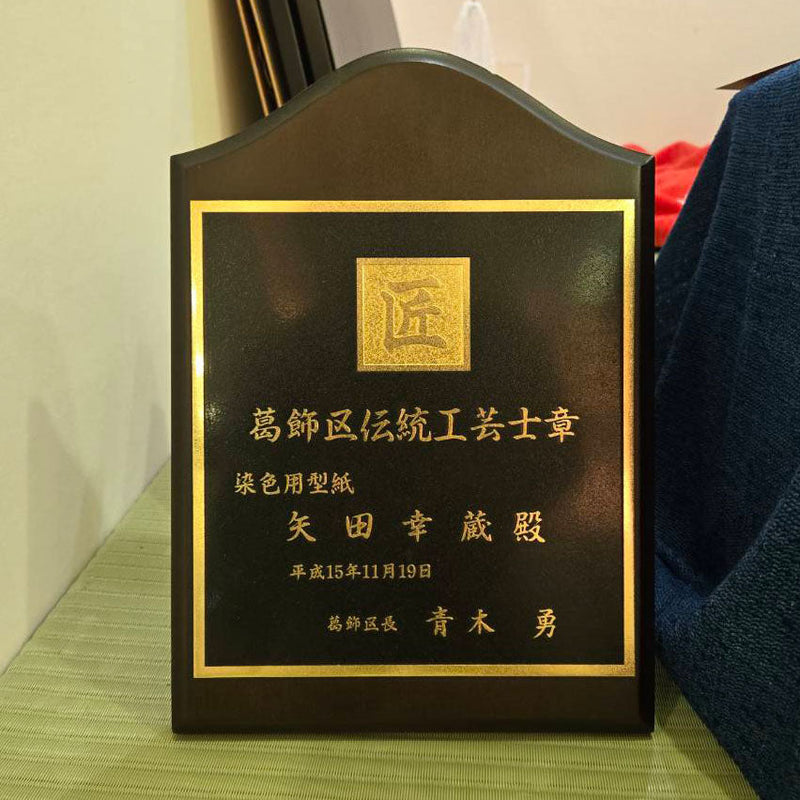 匠
葛飾区伝統工芸士章
染色用型紙
矢田幸蔵殿
平成15年11月19日
葛飾区長 青木 勇